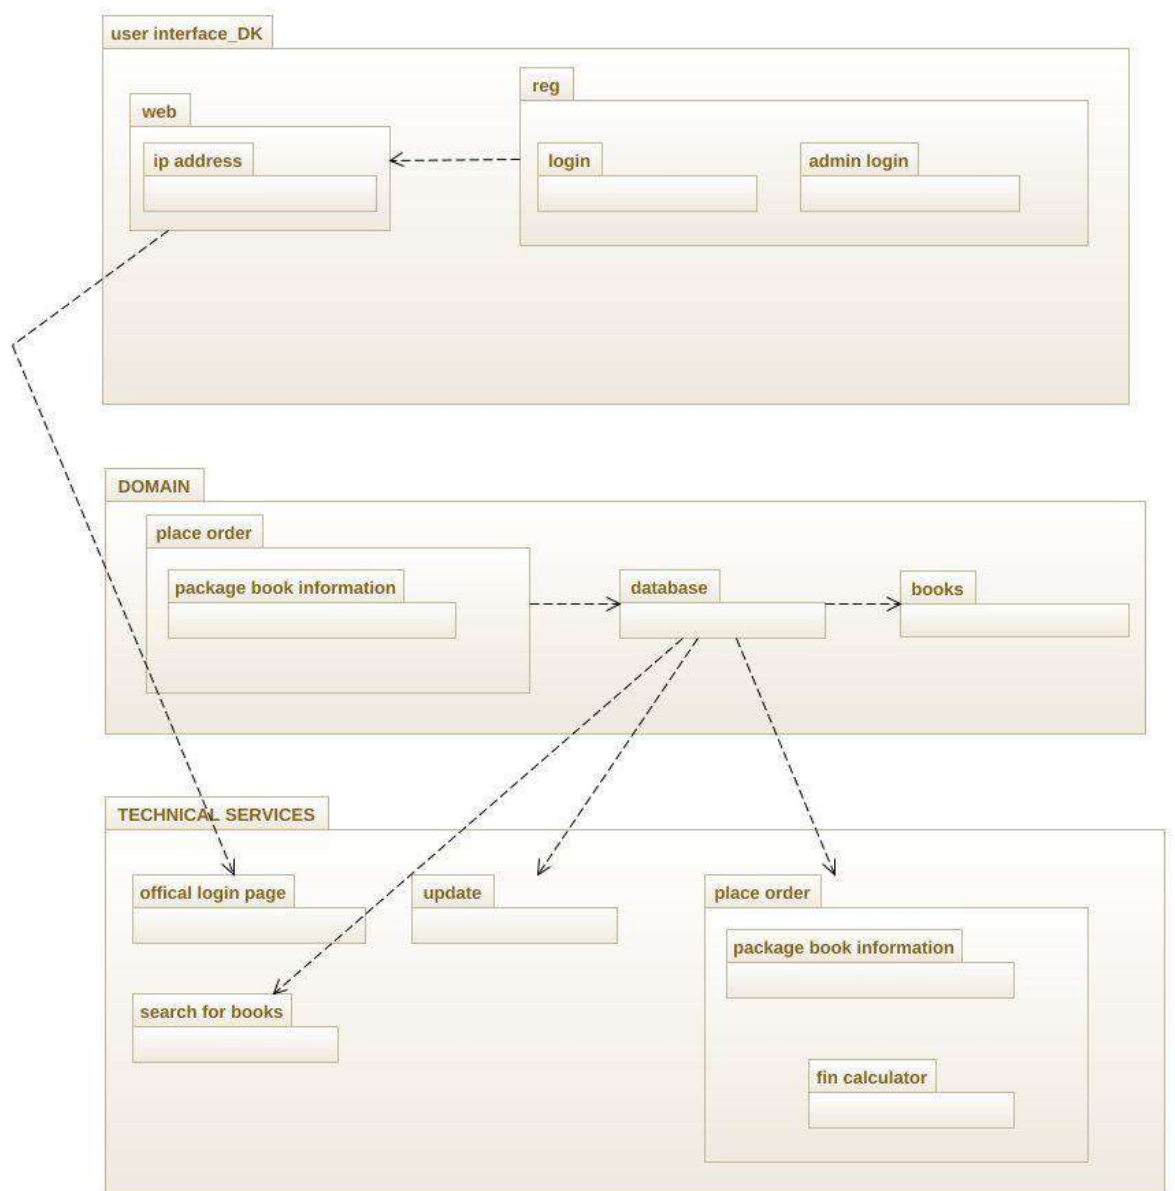 user interface_DK
reg
web
ip address
login
admin login
DOMAIN
place order
package book information
database
books
TECHNICAL SERVICES
offical login page
update
place order
package book information
search for books
fin calculator